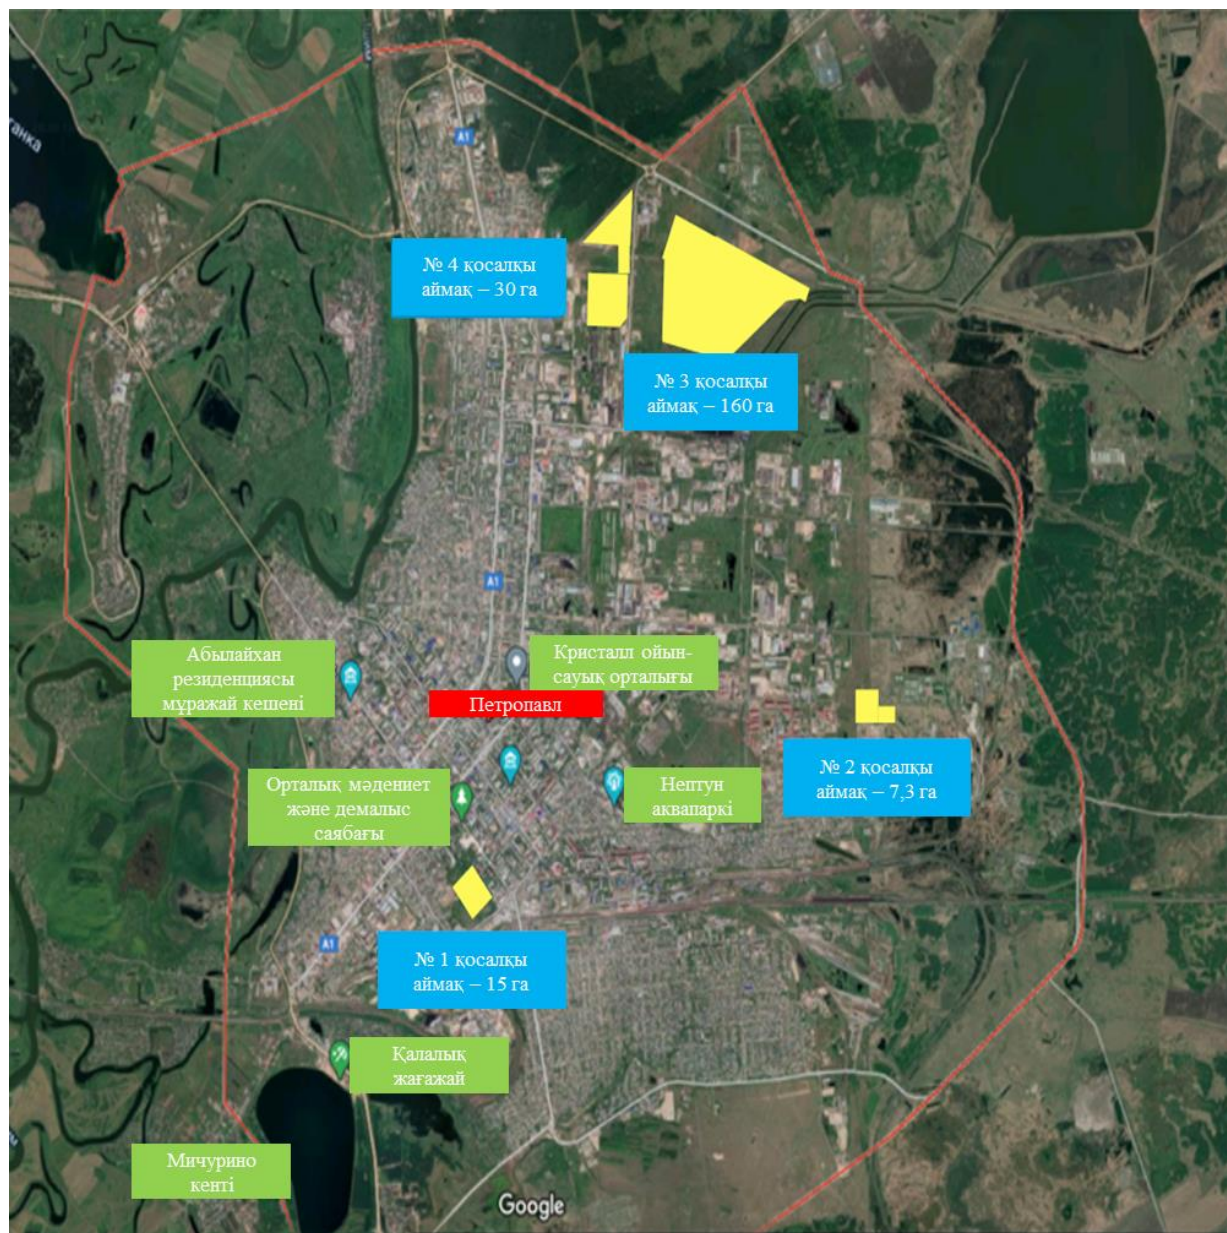 ганка
A1
№ 4 қосалқы
аймақ – 30 га
№ 3 қосалқы
аймақ – 160 га
A1
Абылайхан
резиденциясы
мұражай кешені
Кристалл ойын-
сауық орталығы
Петропавл
Орталық мәдениет
және демалыс
саябағы
Нептун
аквапаркі
№ 2 қосалқы
аймақ – 7,3 га
A1
№ 1 қосалқы
аймақ – 15 га
Қалалық
жағажай
Мичурино
кенті
Google